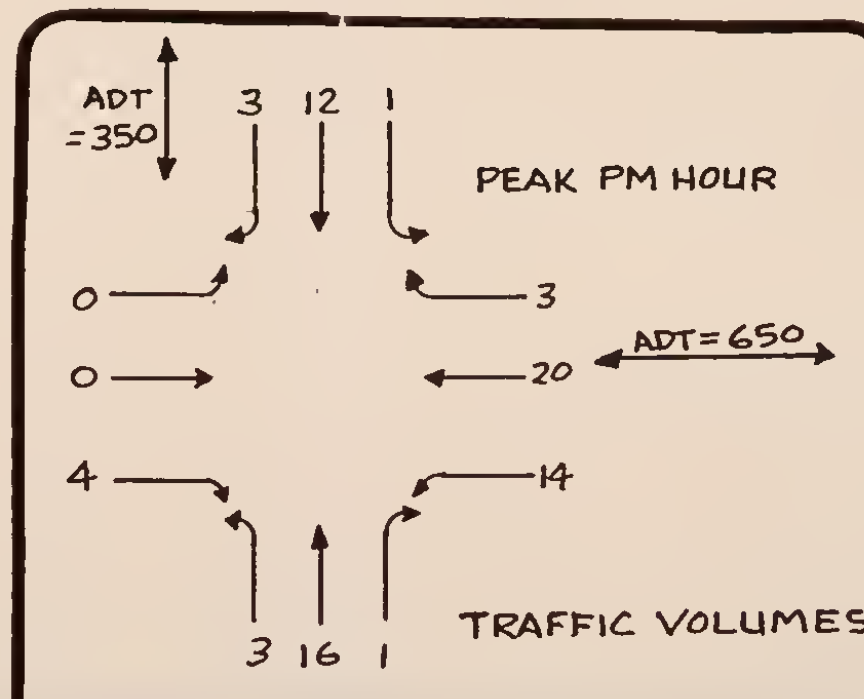 ADT
=350
3 12 1
PEAK PM HOUR
0
3
ADT=650
0
20
4
14
TRAFFIC VOLUMES
3 16 1